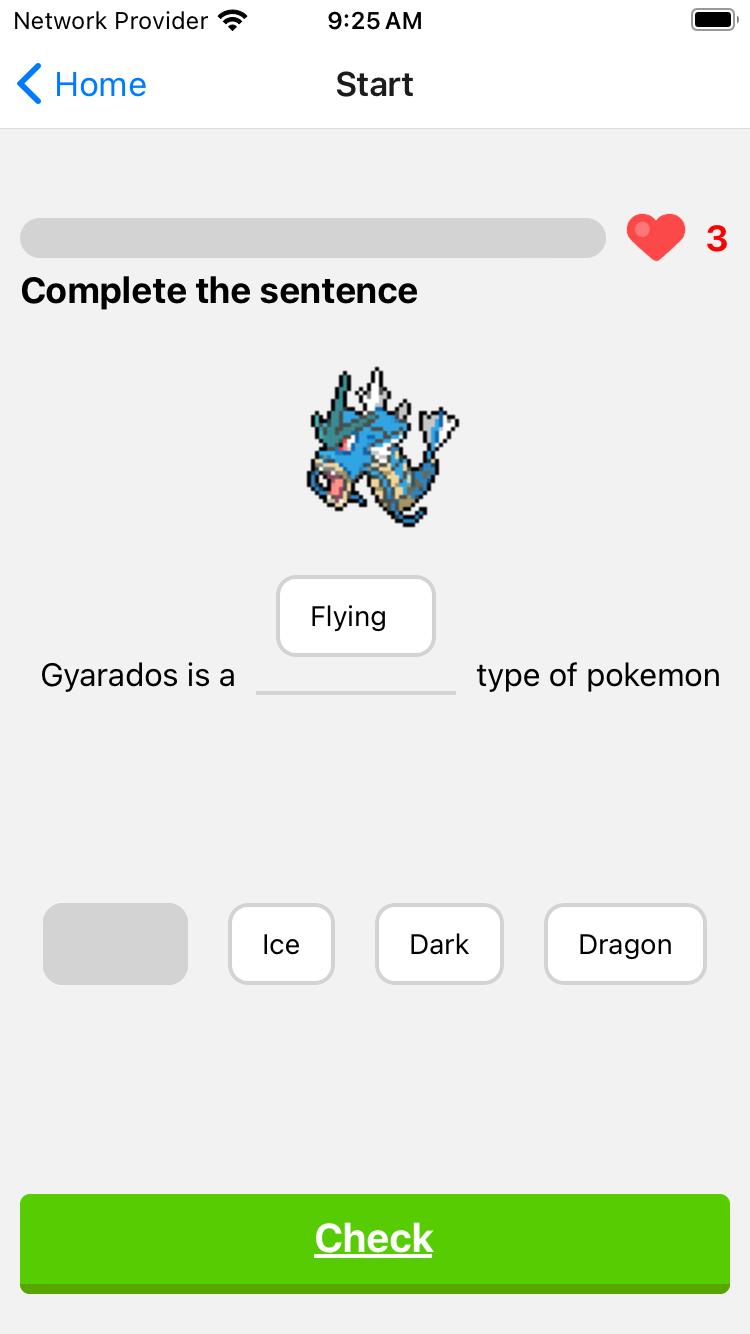 Network Provider 9:25 AM
Home Start
3
Complete the sentence
Flying
Gyarados is a type of pokemon
Ice Dark Dragon
Check